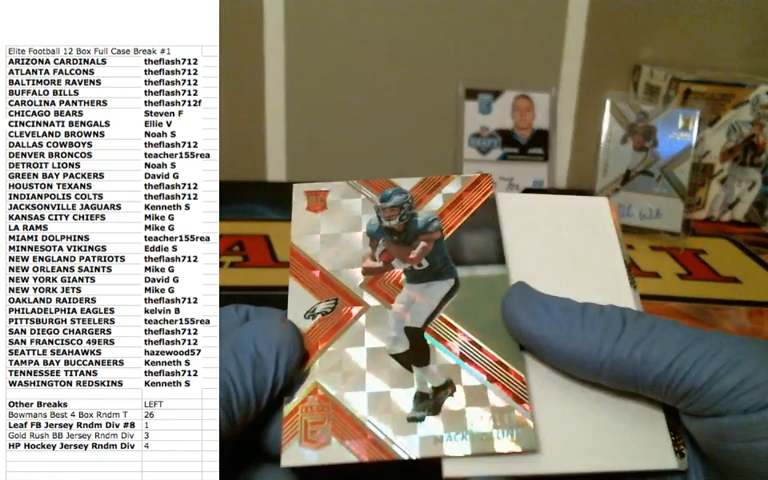 Elite Football 12 Box Full Case Break #1
ARIZONA CARDINALS theflash712
ATLANTA FALCONS theflash712
BALTIMORE RAVENS theflash712
BUFFALO BILLS theflash712
CAROLINA PANTHERS theflash712f
CHICAGO BEARS Steven F
CINCINNATI BENGALS Ellie V
CLEVELAND BROWNS Noah S
DALLAS COWBOYS theflash712
DENVER BRONCOS teacher155rea
DETROIT LIONS Noah S
GREEN BAY PACKERS David G
HOUSTON TEXANS theflash712
INDIANPOLIS COLTS theflash712
JACKSONVILLE JAGUARS Kenneth S
KANSAS CITY CHIEFS Mike G
LA RAMS Mike G
MIAMI DOLPHINS teacher155rea
MINNESOTA VIKINGS Eddie S
NEW ENGLAND PATRIOTS theflash712
NEW ORLEANS SAINTS Mike G
NEW YORK GIANTS David G
NEW YORK JETS Mike G
OAKLAND RAIDERS theflash712
PHILADELPHIA EAGLES kelvin B
PITTSBURGH STEELERS teacher155rea
SAN DIEGO CHARGERS theflash712
SAN FRANCISCO 49ERS theflash712
SEATTLE SEAHAWKS hazewood57
TAMPA BAY BUCCANEERS Kenneth S
TENNESSEE TITANS theflash712
WASHINGTON REDSKINS Kenneth S
Other Breaks LEFT
Bowmans Best 4 Box Rndm T 26
Leaf FB Jersey Rndm Div #8 1
Gold Rush BB Jersey Rndm Div 3
HP Hockey Jersey Rndm Div 4
DRAFT